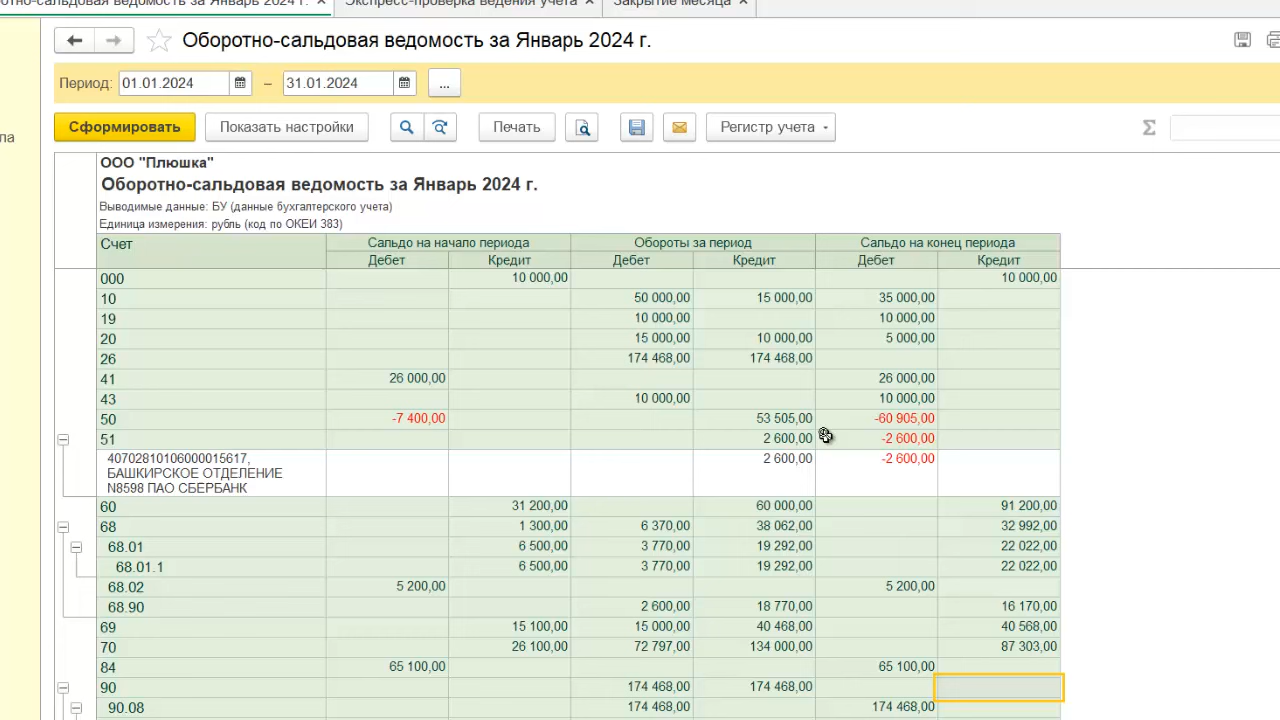 отно-сальдовая ведомость за Январь 2024 г. ×
Экспресс-проверка ведения учета ×
Закрытие месяца ×
Оборотно-сальдовая ведомость за Январь 2024 г.
Период: 01.01.2024 – 31.01.2024 ...
ла
Сформировать Показать настройки Печать Регистр учета Σ
ООО "Плюшка"
Оборотно-сальдовая ведомость за Январь 2024 г.
Выводимые данные: БУ (данные бухгалтерского учета)
Единица измерения: рубль (код по ОКЕИ 383)
Счет Сальдо на начало периода Обороты за период Сальдо на конец периода
Дебет Кредит Дебет Кредит Дебет Кредит
000 10 000,00 10 000,00
10 50 000,00 15 000,00 35 000,00
19 10 000,00 10 000,00
20 15 000,00 10 000,00 5 000,00
26 174 468,00 174 468,00
41 26 000,00 26 000,00
43 10 000,00 10 000,00
50 -7 400,00 53 505,00 -60 905,00
51 2 600,00 -2 600,00
40702810106000015617, 2 600,00 -2 600,00
БАШКИРСКОЕ ОТДЕЛЕНИЕ
N8598 ПАО СБЕРБАНК
60 31 200,00 60 000,00 91 200,00
68 1 300,00 6 370,00 38 062,00 32 992,00
68.01 6 500,00 3 770,00 19 292,00 22 022,00
68.01.1 6 500,00 3 770,00 19 292,00 22 022,00
68.02 5 200,00 5 200,00
68.90 2 600,00 18 770,00 16 170,00
69 15 100,00 15 000,00 40 468,00 40 568,00
70 26 100,00 72 797,00 134 000,00 87 303,00
84 65 100,00 65 100,00
90 174 468,00 174 468,00
90.08 174 468,00 174 468,00